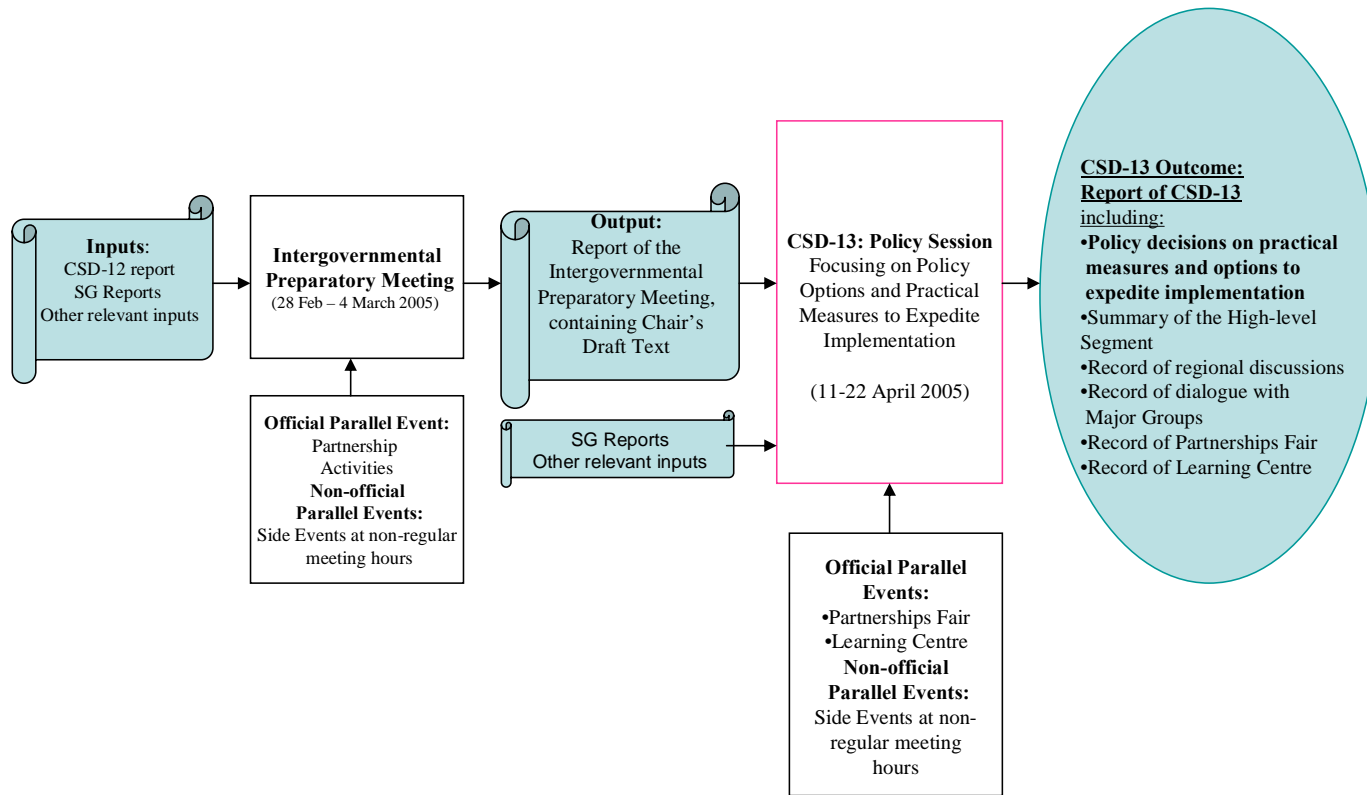 Inputs:
CSD-12 report
SG Reports
Other relevant inputs
Intergovernmental
Preparatory Meeting
(28 Feb – 4 March 2005)
Official Parallel Event:
Partnership
Activities
Non-official
Parallel Events:
Side Events at non-regular
meeting hours
Output:
Report of the
Intergovernmental
Preparatory Meeting,
containing Chair’s
Draft Text
SG Reports
Other relevant inputs
CSD-13: Policy Session
Focusing on Policy
Options and Practical
Measures to Expedite
Implementation
(11-22 April 2005)
Official Parallel
Events:
•Partnerships Fair
•Learning Centre
Non-official
Parallel Events:
Side Events at non-
regular meeting
hours
CSD-13 Outcome:
Report of CSD-13
including:
•Policy decisions on practical
measures and options to
expedite implementation
•Summary of the High-level
Segment
•Record of regional discussions
•Record of dialogue with
Major Groups
•Record of Partnerships Fair
•Record of Learning Centre